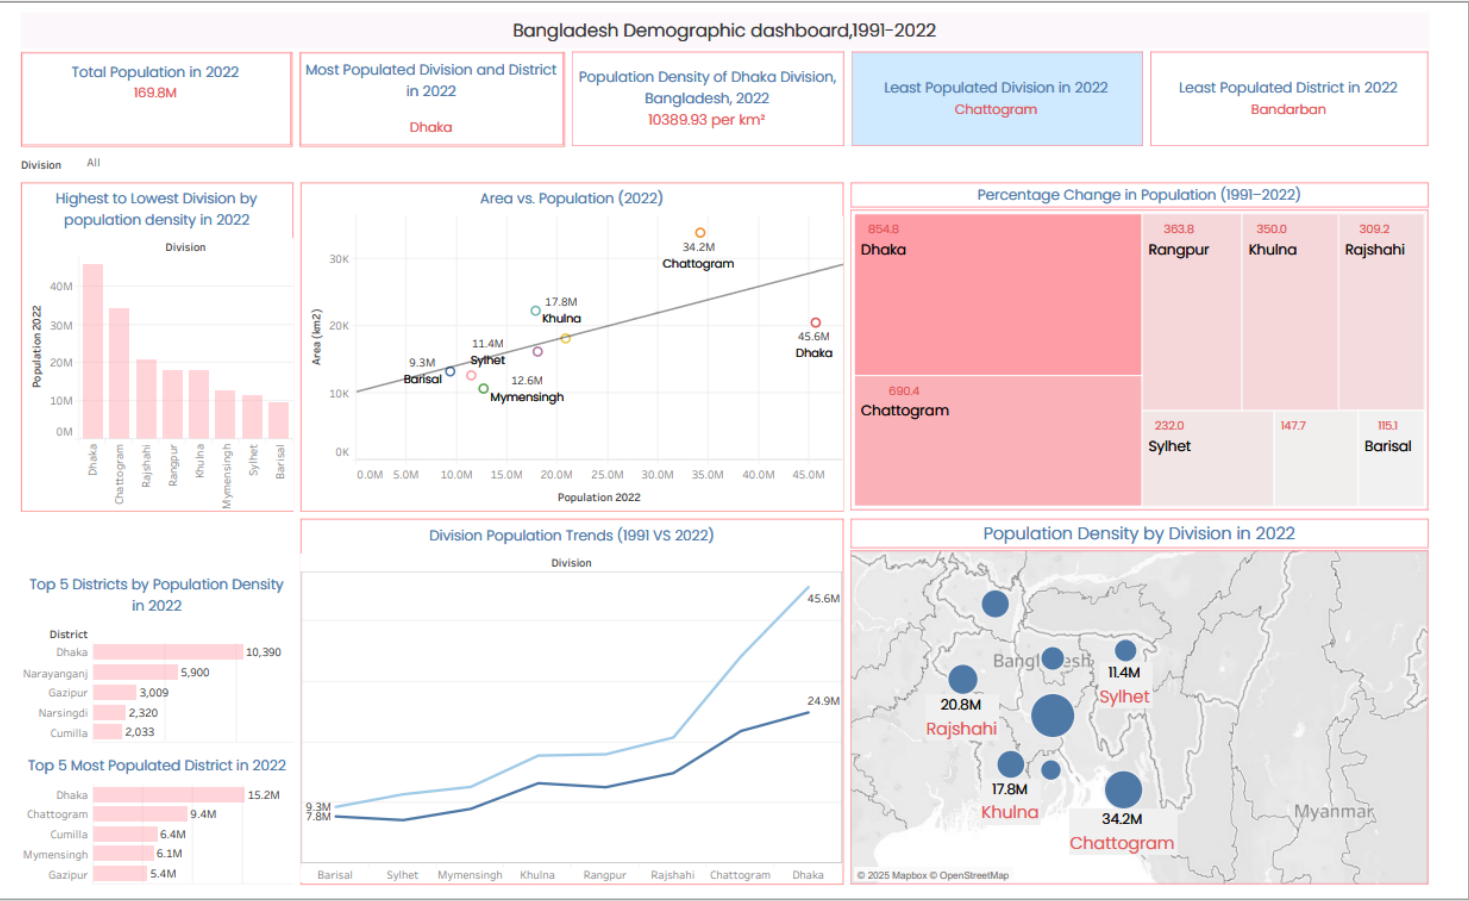 Bangladesh Demographic dashboard,1991-2022
Total Population in 2022
169.8M
Most Populated Division and District
in 2022
Dhaka
Population Density of Dhaka Division,
Bangladesh, 2022
10389.93 per km²
Least Populated Division in 2022
Chattogram
Least Populated District in 2022
Bandarban
Division All
Highest to Lowest Division by
population density in 2022
Division
Population 2022
40M
30M
20M
10M
0M
Dhaka
Chattogram
Rajshahi
Rangpur
Khulna
Mymensingh
Sylhet
Barisal
Area vs. Population (2022)
Area (km2)
30K
20K
10K
0K
34.2M
Chattogram
17.8M
Khulna
45.6M
Dhaka
11.4M
Sylhet
9.3M
Barisal
12.6M
Mymensingh
0.0M 5.0M 10.0M 15.0M 20.0M 25.0M 30.0M 35.0M 40.0M 45.0M
Population 2022
Percentage Change in Population (1991–2022)
854.8
Dhaka
363.8
Rangpur
350.0
Khulna
309.2
Rajshahi
690.4
Chattogram
232.0
Sylhet
147.7
115.1
Barisal
Top 5 Districts by Population Density
in 2022
District
Dhaka 10,390
Narayanganj 5,900
Gazipur 3,009
Narsingdi 2,320
Cumilla 2,033
Top 5 Most Populated District in 2022
Dhaka 15.2M
Chattogram 9.4M
Cumilla 6.4M
Mymensingh 6.1M
Gazipur 5.4M
Division Population Trends (1991 VS 2022)
Division
45.6M
24.9M
9.3M
7.8M
Barisal Sylhet Mymensingh Khulna Rangpur Rajshahi Chattogram Dhaka
Population Density by Division in 2022
Bangl esh
11.4M
Sylhet
20.8M
Rajshahi
17.8M
Khulna
34.2M
Chattogram
Myanmar
© 2025 Mapbox © OpenStreetMap